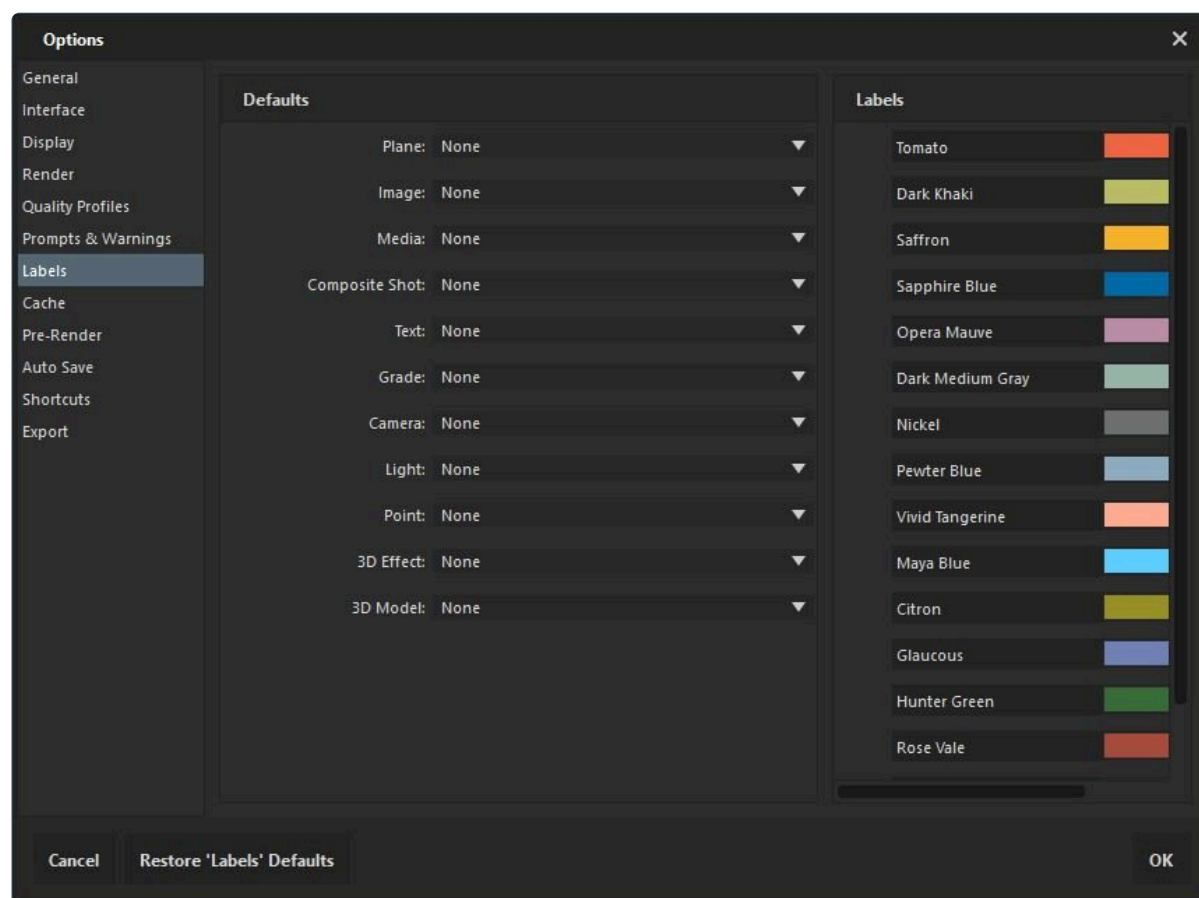 Options
General
Interface
Display
Render
Quality Profiles
Prompts & Warnings
Labels
Cache
Pre-Render
Auto Save
Shortcuts
Export
Defaults
Plane: None
Image: None
Media: None
Composite Shot: None
Text: None
Grade: None
Camera: None
Light: None
Point: None
3D Effect: None
3D Model: None
Labels
Tomato
Dark Khaki
Saffron
Sapphire Blue
Opera Mauve
Dark Medium Gray
Nickel
Pewter Blue
Vivid Tangerine
Maya Blue
Citron
Glaucous
Hunter Green
Rose Vale
Cancel
Restore 'Labels' Defaults
OK